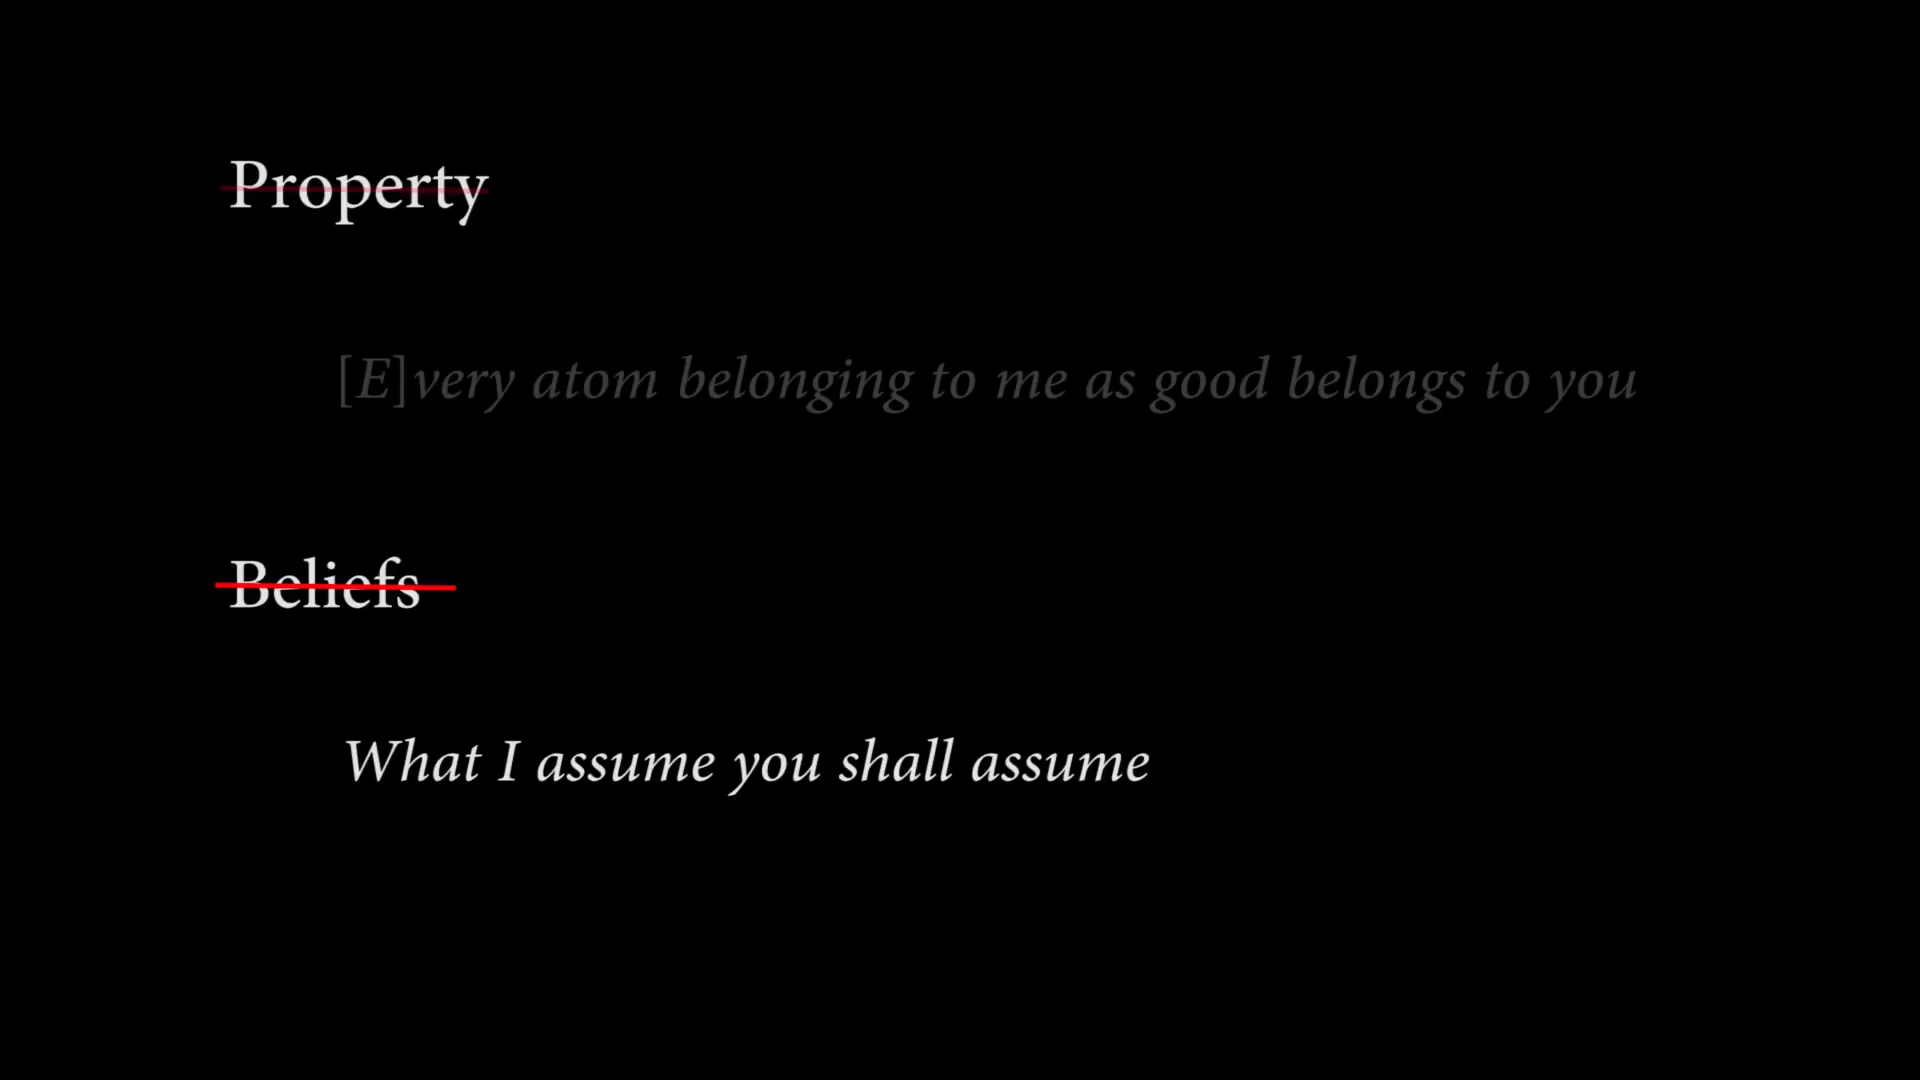 Property
[E]very atom belonging to me as good belongs to you
Beliefs
What I assume you shall assume